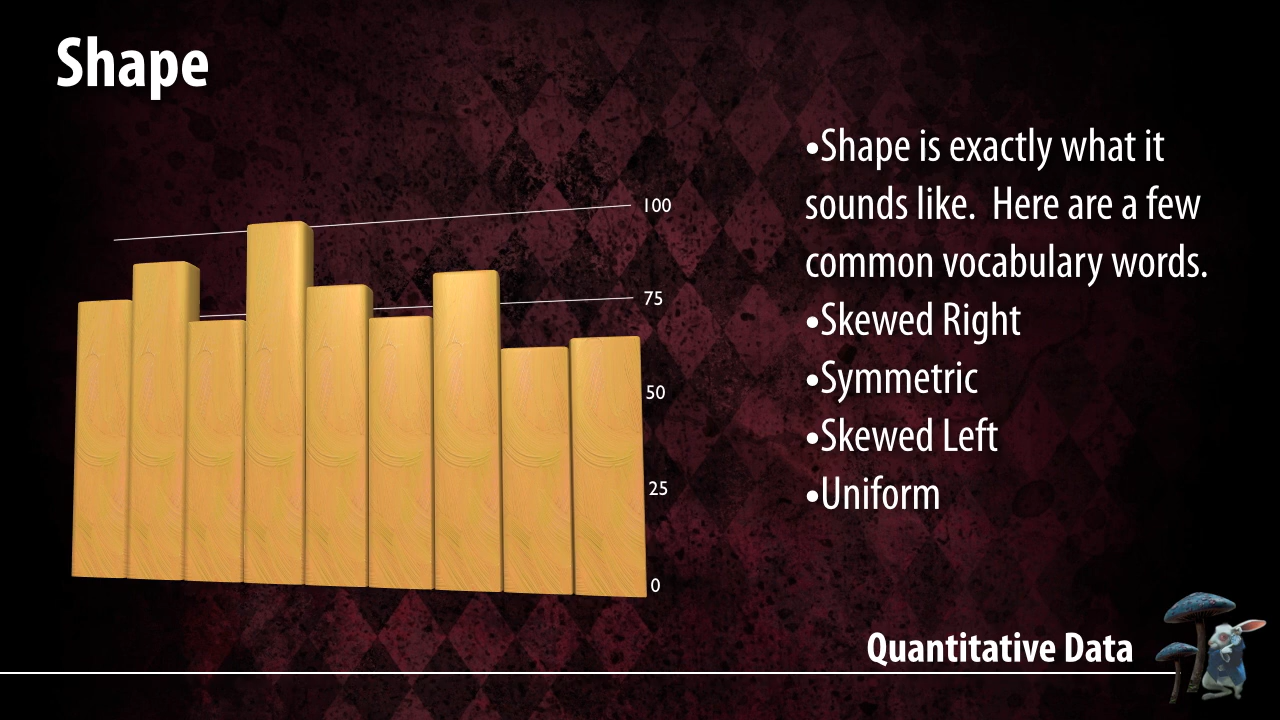 Shape
•Shape is exactly what it
sounds like.  Here are a few
common vocabulary words.
•Skewed Right
•Symmetric
•Skewed Left
•Uniform
100
75
50
25
0
Quantitative Data